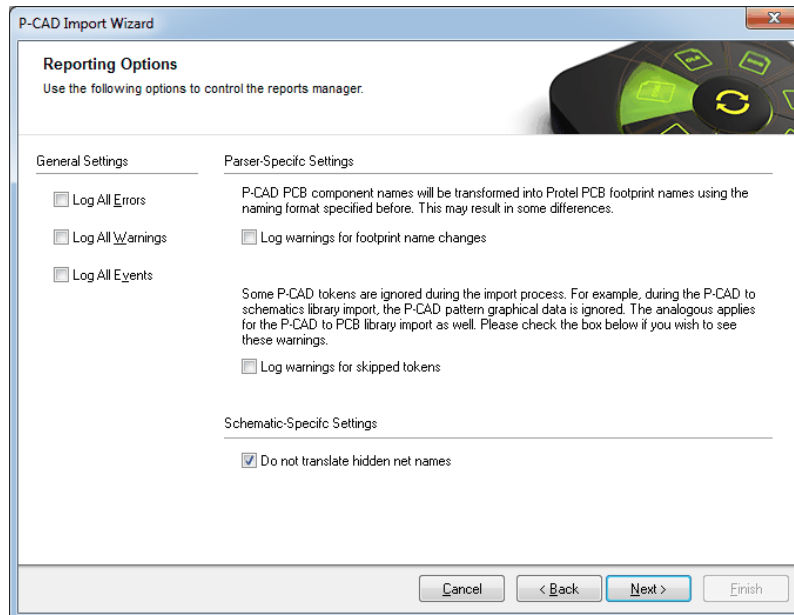 P-CAD Import Wizard
Reporting Options
Use the following options to control the reports manager.
General Settings
Log All Errors
Log All Warnings
Log All Events
Parser-Specifc Settings
P-CAD PCB component names will be transformed into Protel PCB footprint names using the
naming format specified before. This may result in some differences.
Log warnings for footprint name changes
Some P-CAD tokens are ignored during the import process. For example, during the P-CAD to
schematics library import, the P-CAD pattern graphical data is ignored. The analogous applies
for the P-CAD to PCB library import as well. Please check the box below if you wish to see
these warnings.
Log warnings for skipped tokens
Schematic-Specifc Settings
Do not translate hidden net names
Cancel
< Back
Next >
Finish